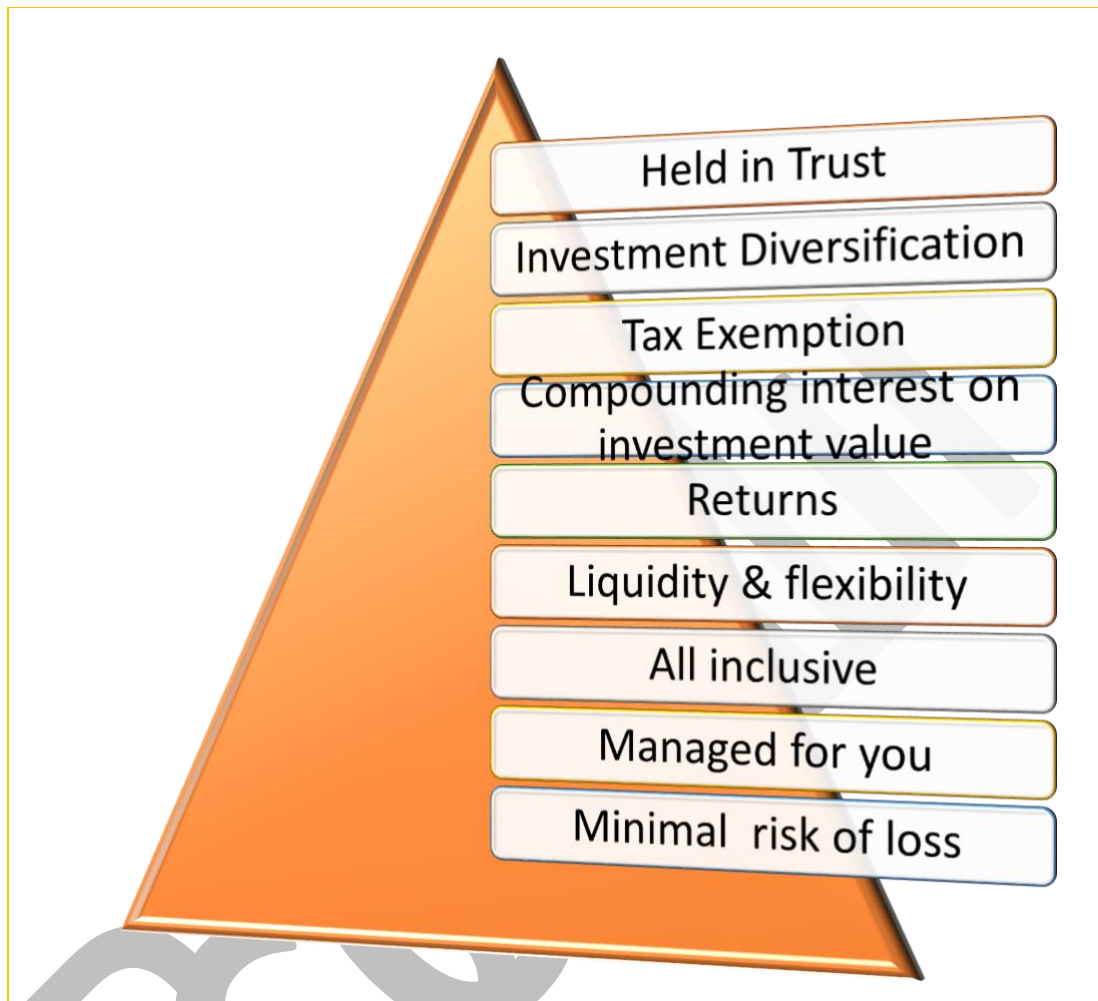 Held in Trust
Investment Diversification
Tax Exemption
Compounding interest on
investment value
Returns
Liquidity & flexibility
All inclusive
Managed for you
Minimal risk of loss